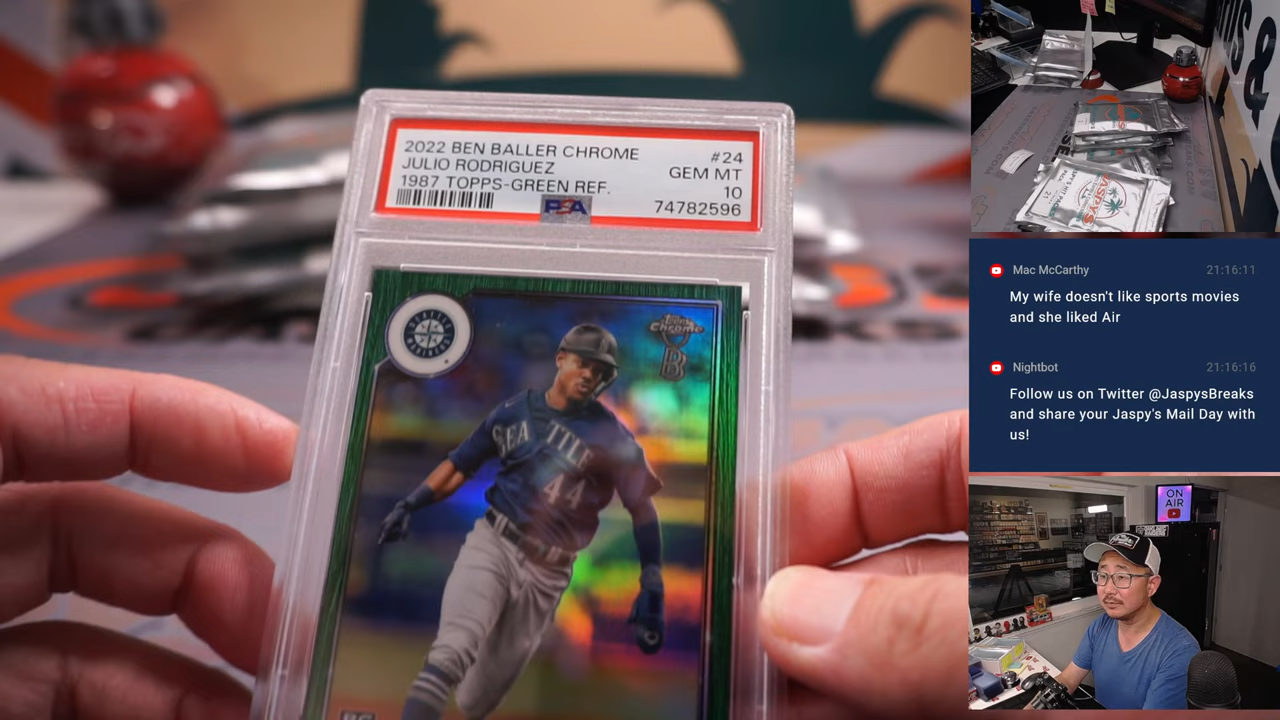 2022 BEN BALLER CHROME
#24
JULIO RODRIGUEZ
GEM MT
1987 TOPPS-GREEN REF.
10
PSA
74782596
SEATTLE
44
Topps
Chrome
B
Mac McCarthy
21:16:11
My wife doesn't like sports movies
and she liked Air
Nightbot
21:16:16
Follow us on Twitter @JaspysBreaks
and share your Jaspy's Mail Day with
us!
JASPYS
ON
AIR